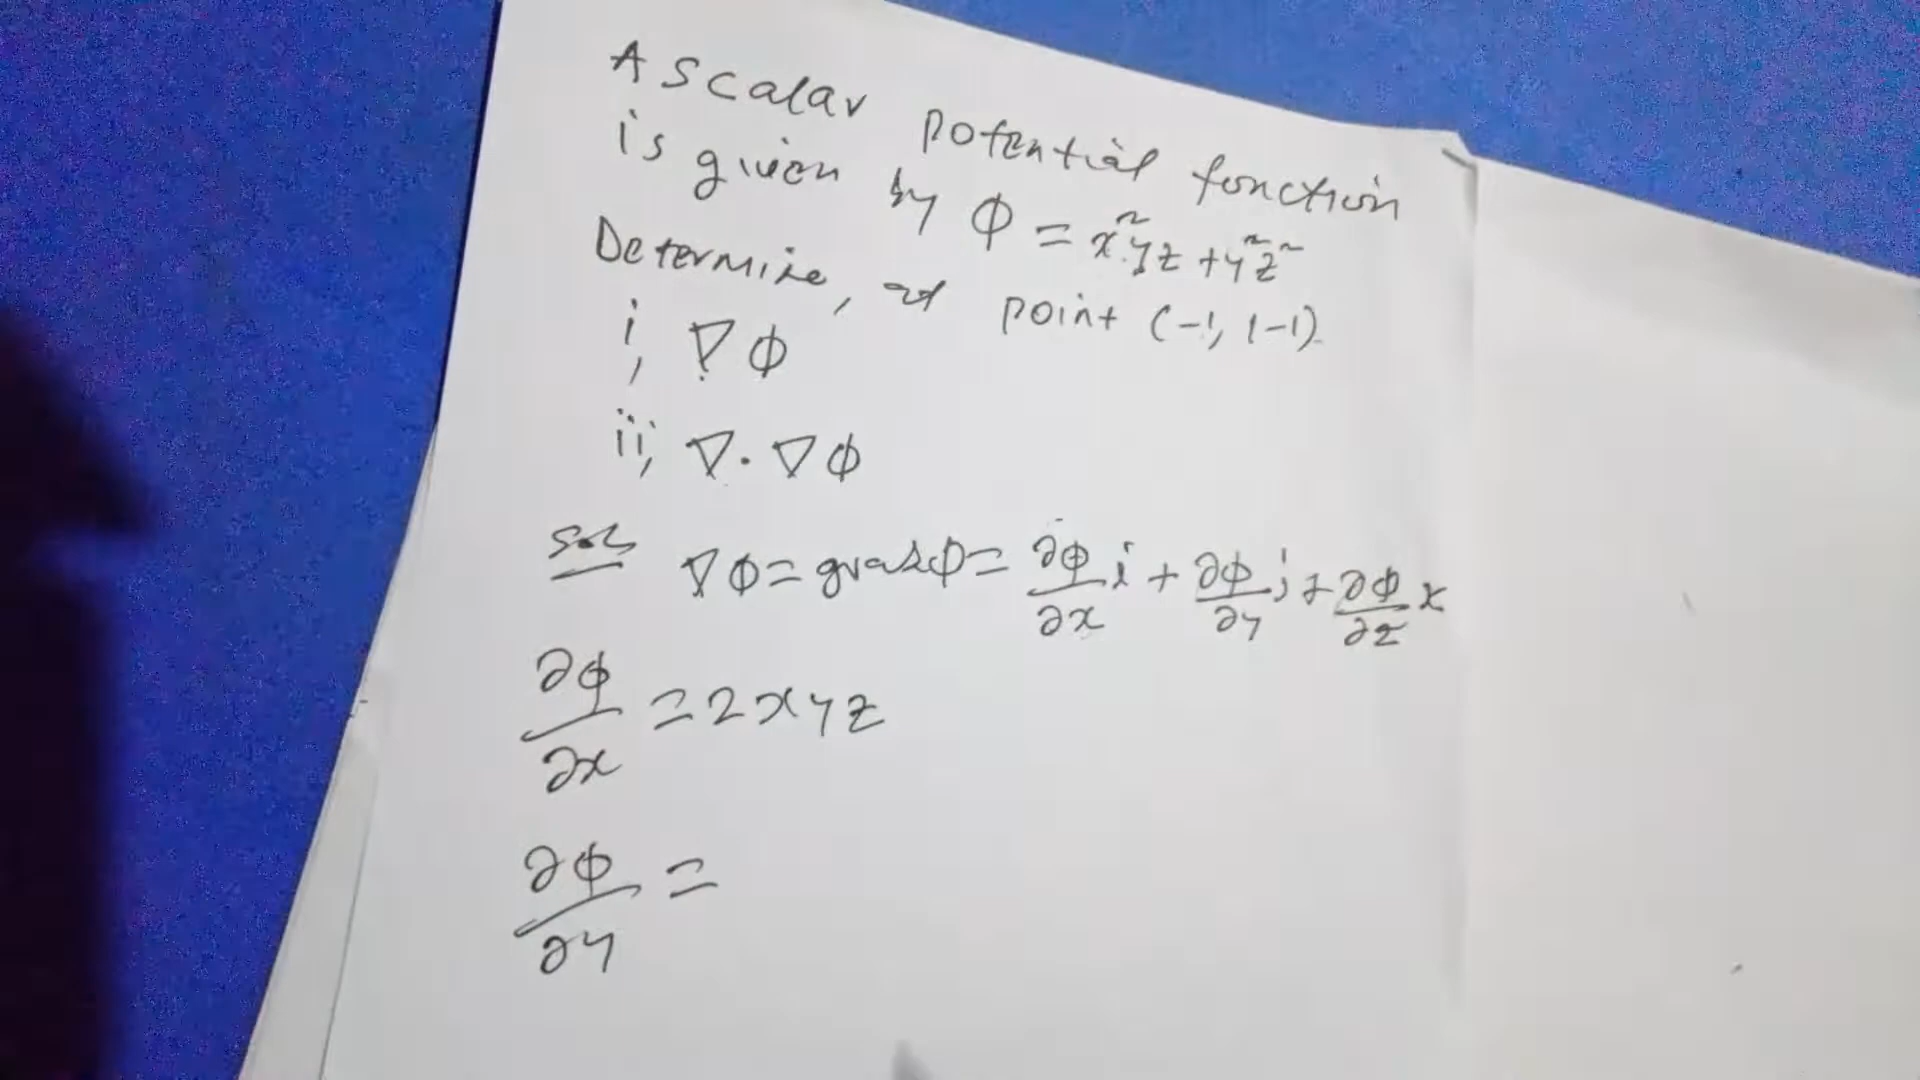 A Scalar potential function
is given by Φ = x²yz + y²z²
Determine, at point (-1, 1 -1)
i, ∇Φ
ii, ∇·∇Φ
Sol ∇Φ = gradΦ = ∂Φ/∂x i + ∂Φ/∂y j + ∂Φ/∂z k
∂Φ/∂x = 2xyz
∂Φ/∂y =